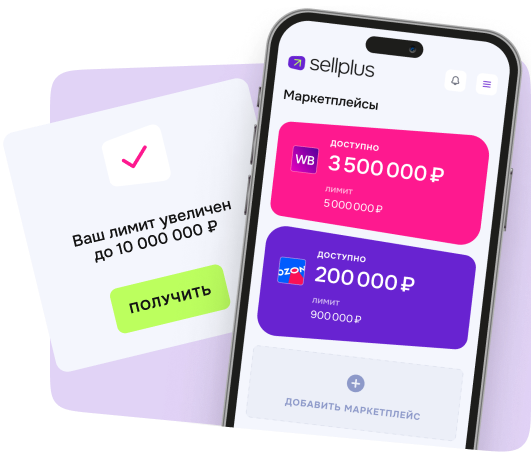 Ваш лимит увеличен
до 10 000 000 ₽
ПОЛУЧИТЬ
sellplus
Маркетплейсы
WB
ДОСТУПНО
3 500 000 ₽
ЛИМИТ
5 000 000 ₽
OZON
ДОСТУПНО
200 000 ₽
ЛИМИТ
900 000 ₽
ДОБАВИТЬ МАРКЕТПЛЕЙС